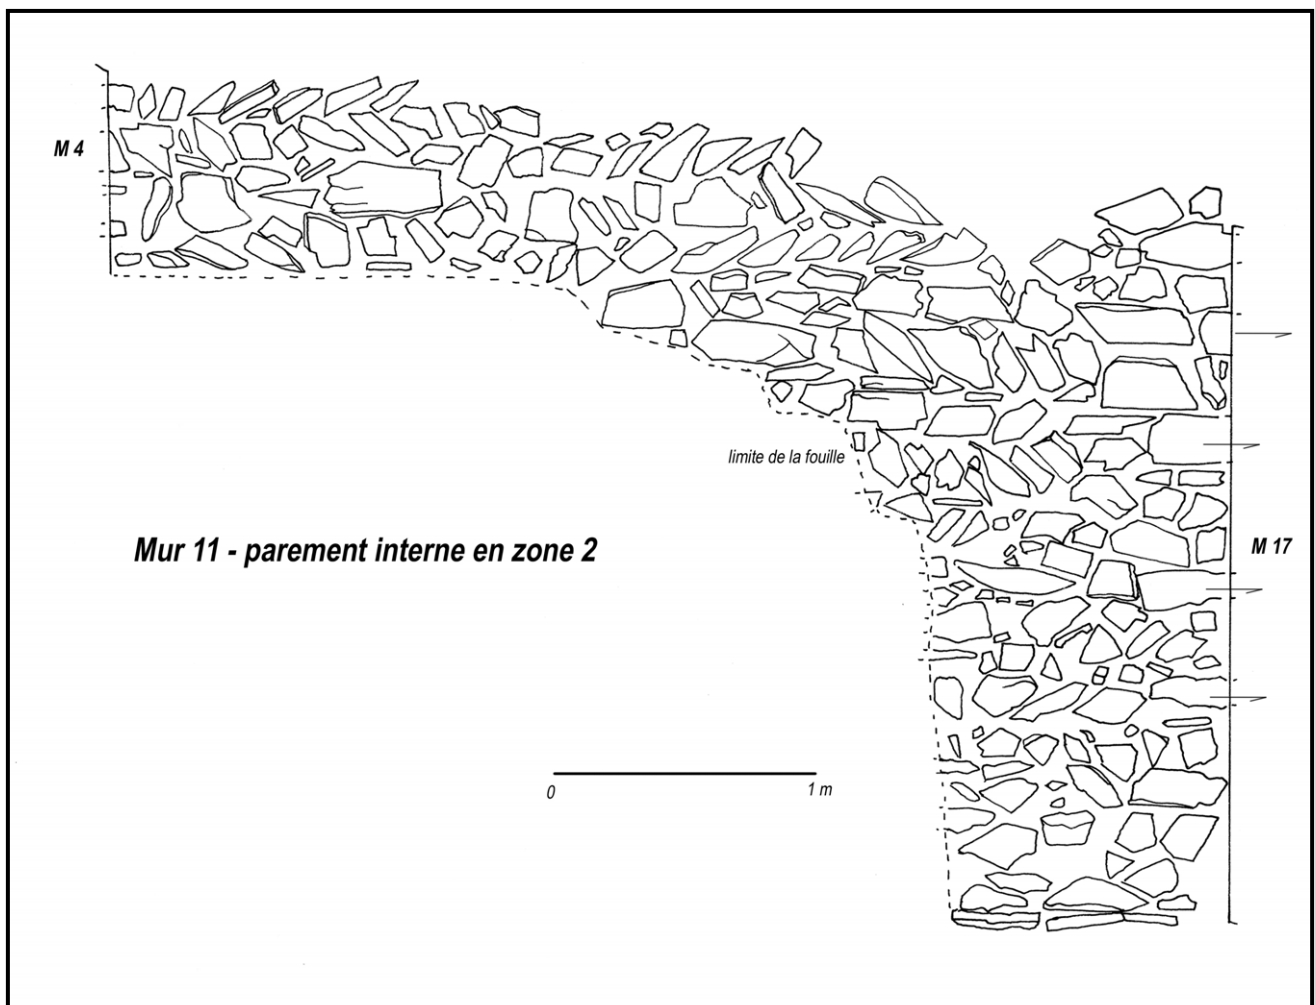 M 4
limite de la fouille
Mur 11 - parement interne en zone 2
M 17
0
1 m